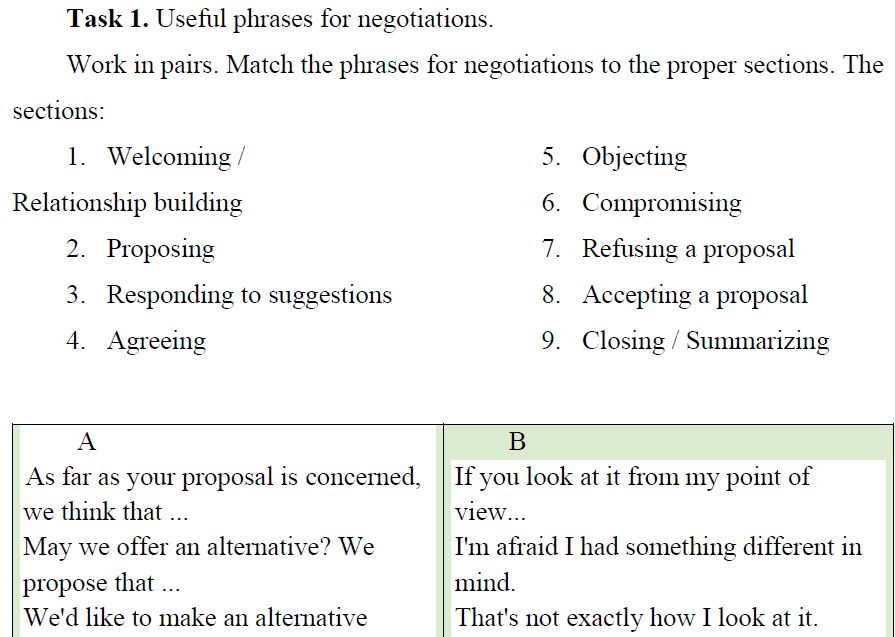 Task 1. Useful phrases for negotiations.
Work in pairs. Match the phrases for negotiations to the proper sections. The
sections:
1. Welcoming /
Relationship building
2. Proposing
3. Responding to suggestions
4. Agreeing
5. Objecting
6. Compromising
7. Refusing a proposal
8. Accepting a proposal
9. Closing / Summarizing
A
As far as your proposal is concerned,
we think that ...
May we offer an alternative? We
propose that ...
We'd like to make an alternative
B
If you look at it from my point of
view...
I'm afraid I had something different in
mind.
That's not exactly how I look at it.